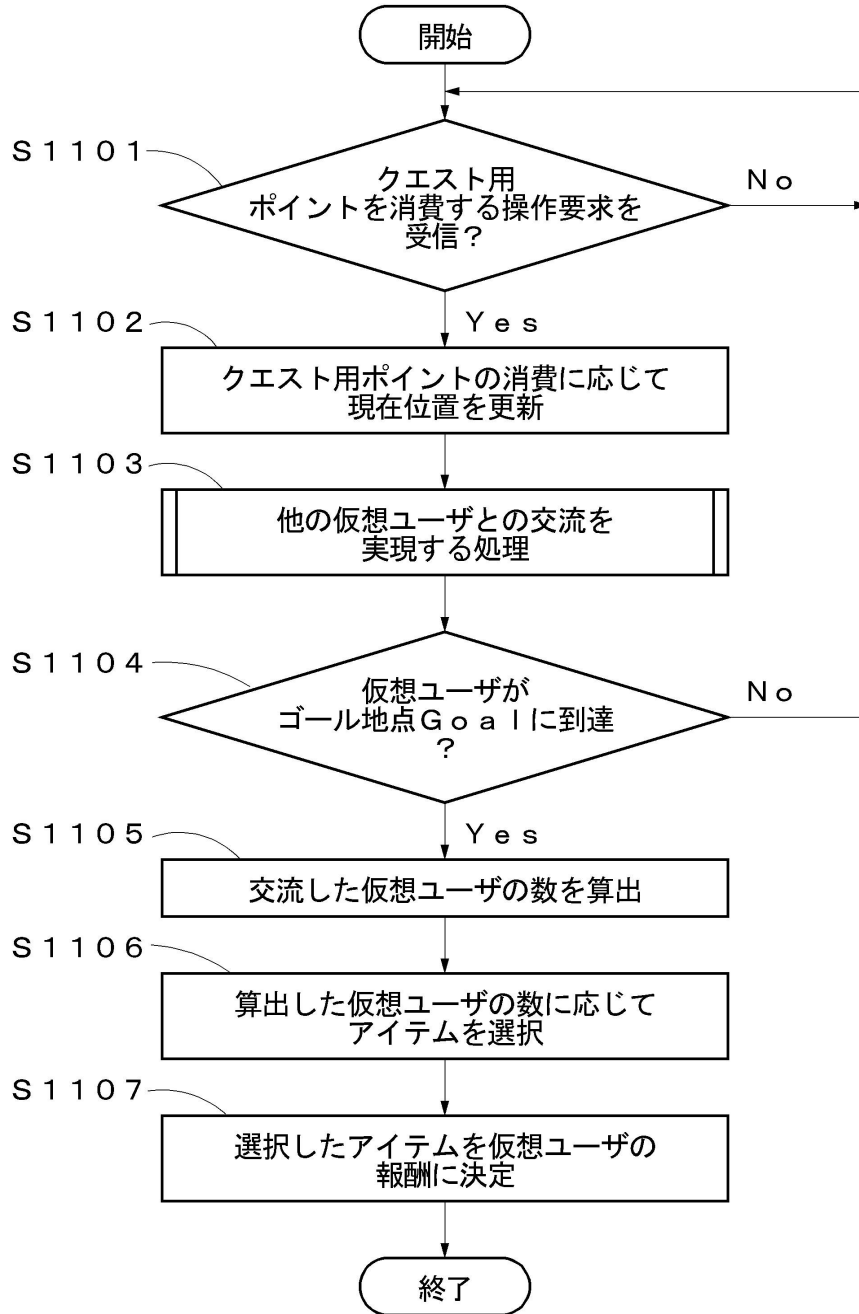 開始
S1101
クエスト用
ポイントを消費する操作要求を
受信？
No
S1102
Yes
クエスト用ポイントの消費に応じて
現在位置を更新
S1103
他の仮想ユーザとの交流を
実現する処理
S1104
仮想ユーザが
ゴール地点Goalに到達
？
No
S1105
Yes
交流した仮想ユーザの数を算出
S1106
算出した仮想ユーザの数に応じて
アイテムを選択
S1107
選択したアイテムを仮想ユーザの
報酬に決定
終了